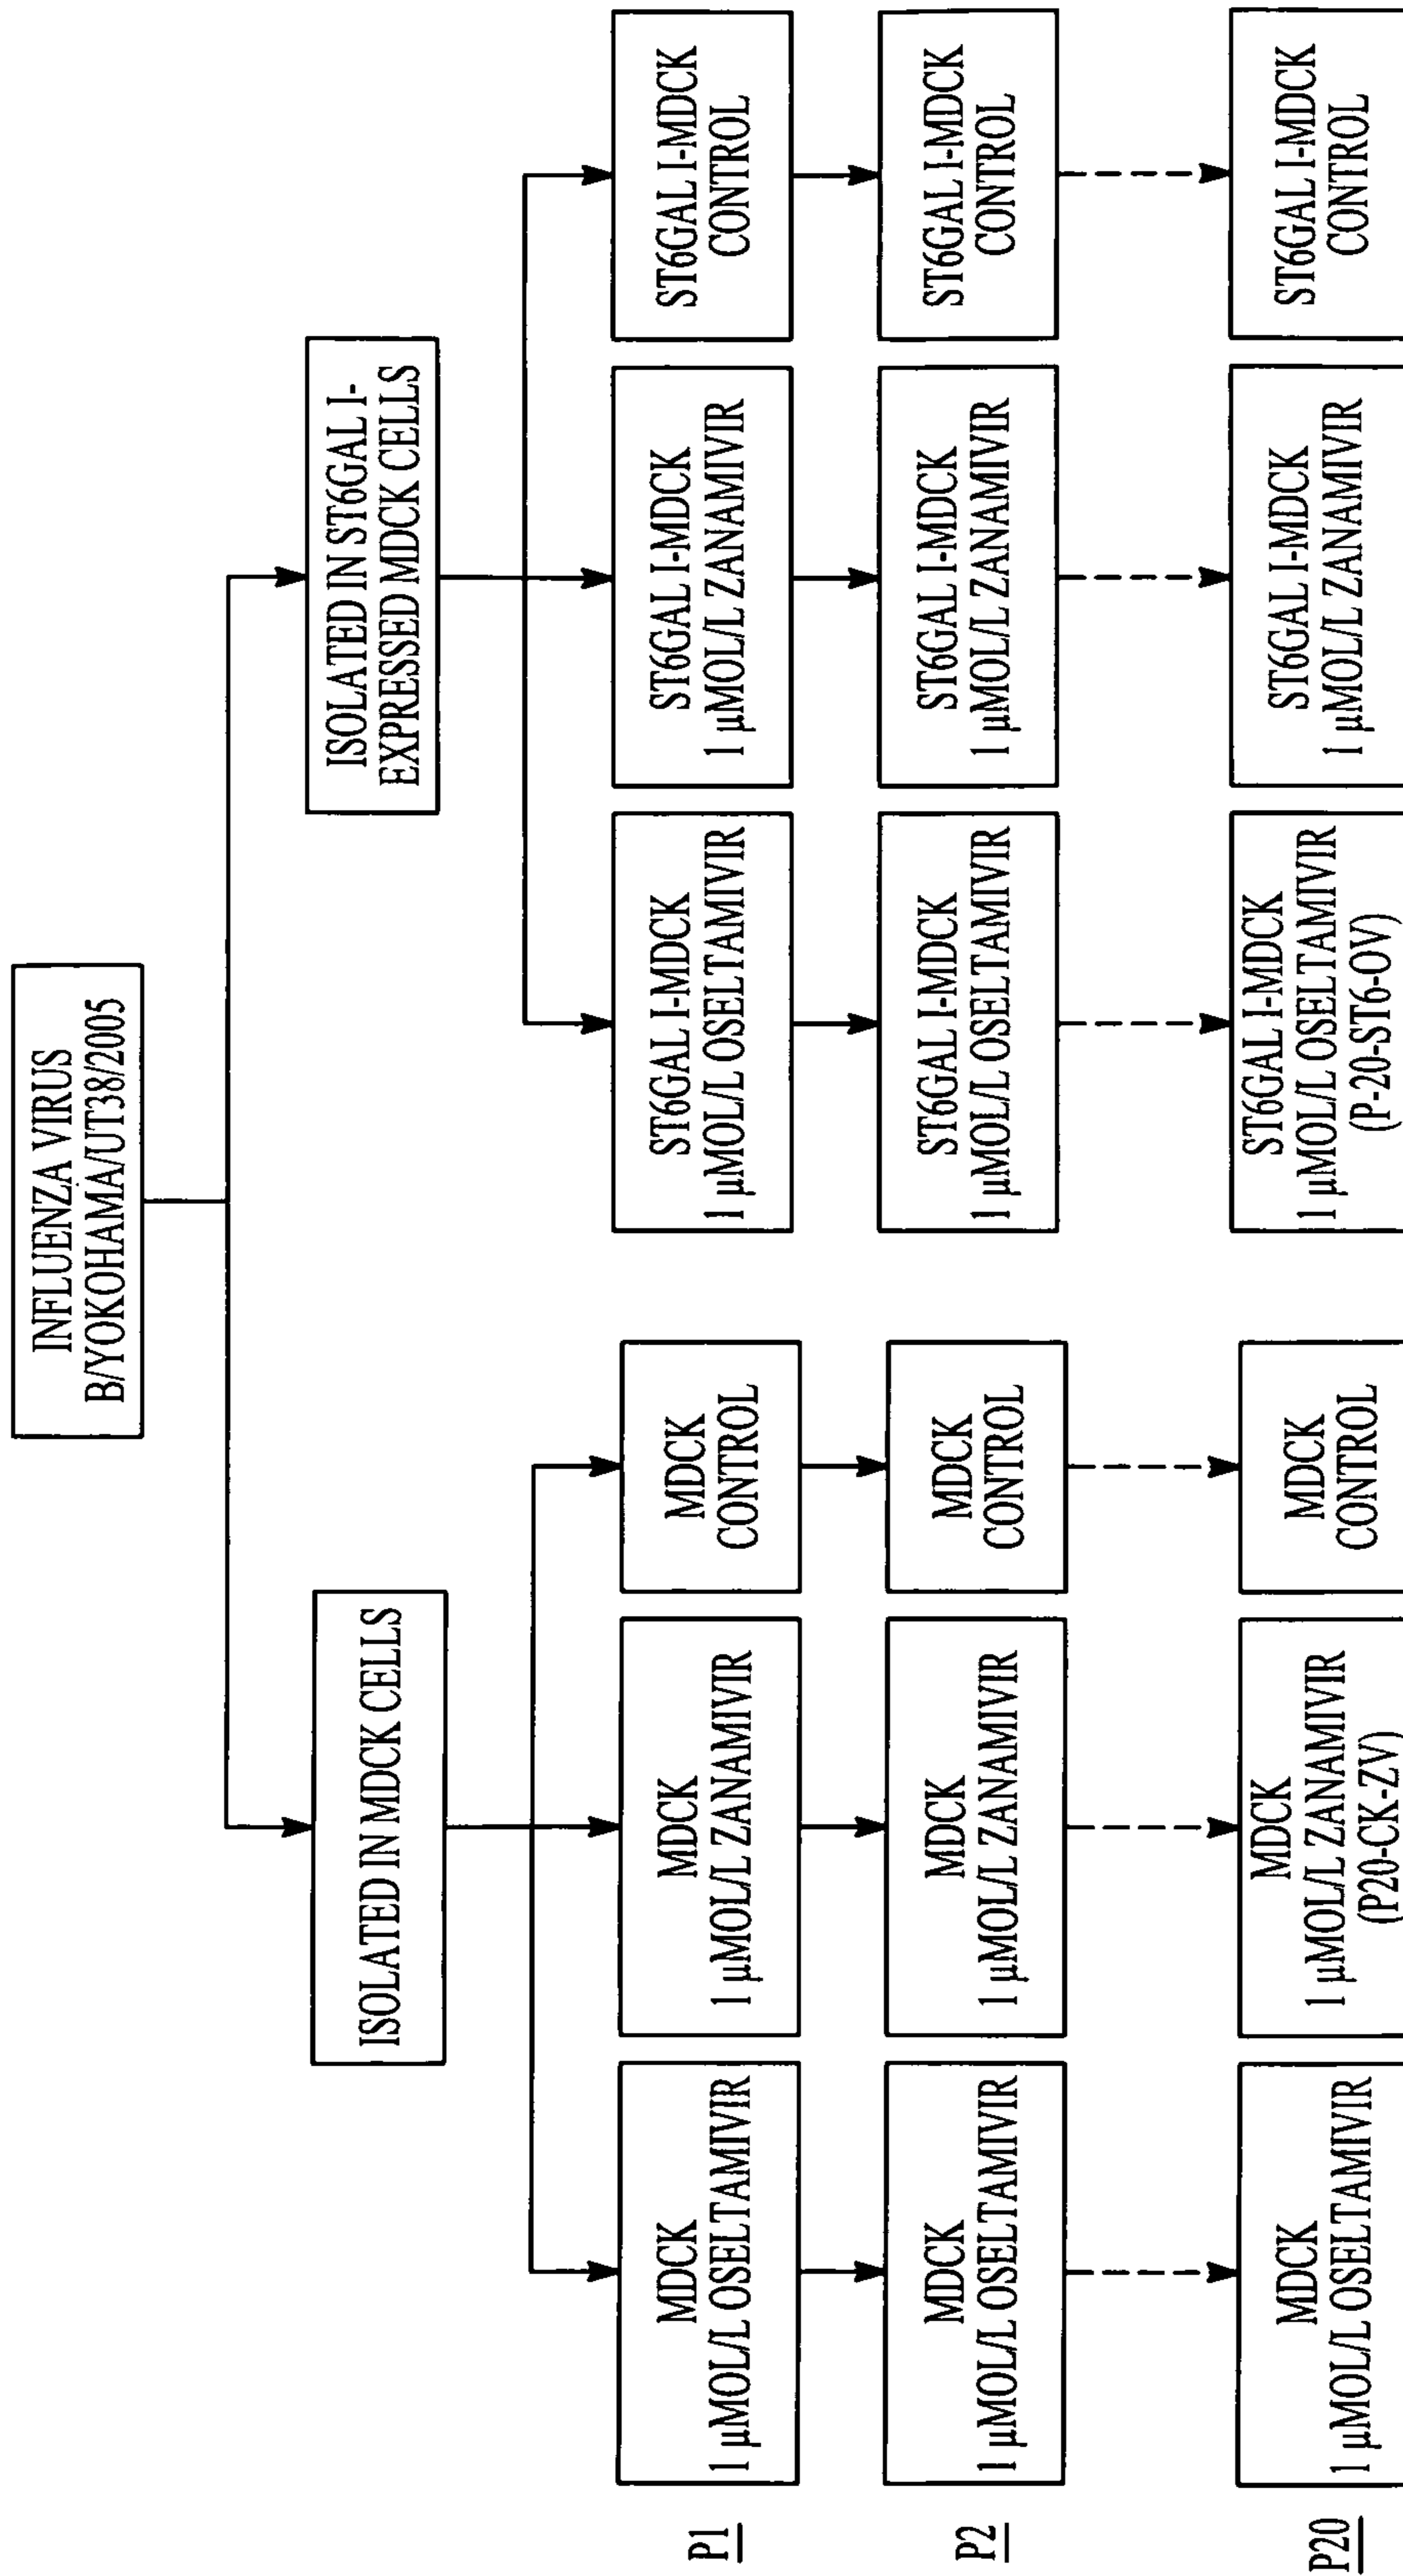 INFLUENZA VIRUS
B/YOKOHAMA/UT38/2005
ISOLATED IN MDCK CELLS
ISOLATED IN ST6GAL I-
EXPRESSED MDCK CELLS
P1
MDCK
1 µMOL/L OSELTAMIVIR
MDCK
1 µMOL/L ZANAMIVIR
MDCK
CONTROL
ST6GAL I-MDCK
1 µMOL/L OSELTAMIVIR
ST6GAL I-MDCK
1 µMOL/L ZANAMIVIR
ST6GAL I-MDCK
CONTROL
P2
MDCK
1 µMOL/L OSELTAMIVIR
MDCK
1 µMOL/L ZANAMIVIR
MDCK
CONTROL
ST6GAL I-MDCK
1 µMOL/L OSELTAMIVIR
ST6GAL I-MDCK
1 µMOL/L ZANAMIVIR
ST6GAL I-MDCK
CONTROL
P20
MDCK
1 µMOL/L OSELTAMIVIR
MDCK
1 µMOL/L ZANAMIVIR
(P20-CK-ZV)
MDCK
CONTROL
ST6GAL I-MDCK
1 µMOL/L OSELTAMIVIR
(P-20-ST6-OV)
ST6GAL I-MDCK
1 µMOL/L ZANAMIVIR
ST6GAL I-MDCK
CONTROL